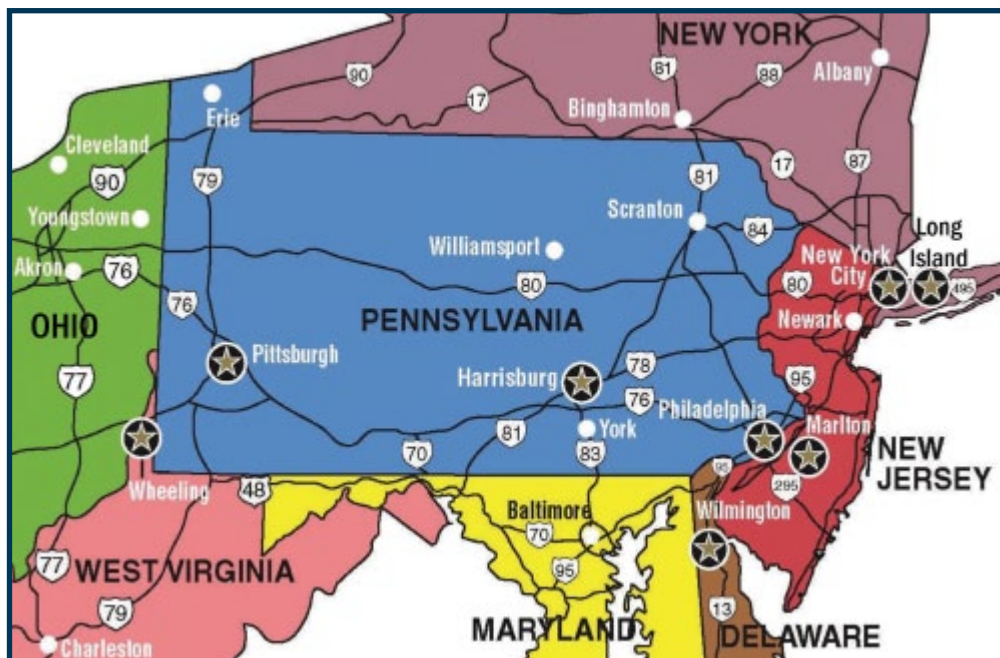 NEW YORK
90
81
88
Albany
17
Binghamton
Erie
Cleveland
90
79
81
17
87
Youngstown
Scranton
84
Long
Island
Akron
76
Williamsport
80
80
New York
City
495
76
OHIO
PENNSYLVANIA
Newark
Pittsburgh
Harrisburg
78
77
76
95
Philadelphia
Marlton
81
York
70
83
95
NEW
JERSEY
Wheeling
48
295
Baltimore
Wilmington
70
77
WEST VIRGINIA
95
79
13
MARYLAND
DELAWARE
Charleston